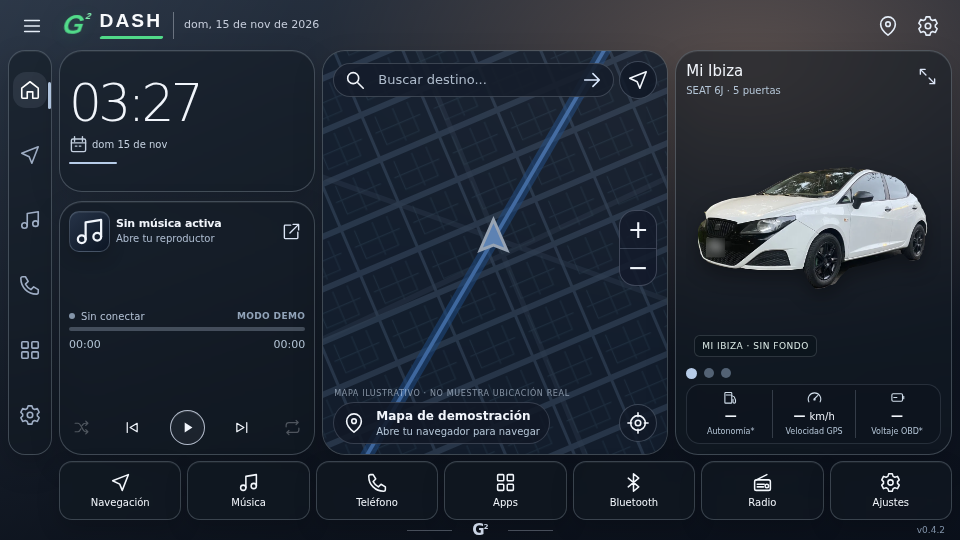 G² DASH
dom, 15 de nov de 2026
03:27
dom 15 de nov
Sin música activa
Abre tu reproductor
Sin conectar
MODO DEMO
00:00
00:00
Buscar destino...
+
−
MAPA ILUSTRATIVO · NO MUESTRA UBICACIÓN REAL
Mapa de demostración
Abre tu navegador para navegar
Mi Ibiza
SEAT 6J · 5 puertas
MI IBIZA · SIN FONDO
—
Autonomía*
— km/h
Velocidad GPS
—
Voltaje OBD*
Navegación
Música
Teléfono
Apps
Bluetooth
Radio
Ajustes
G²
v0.4.2